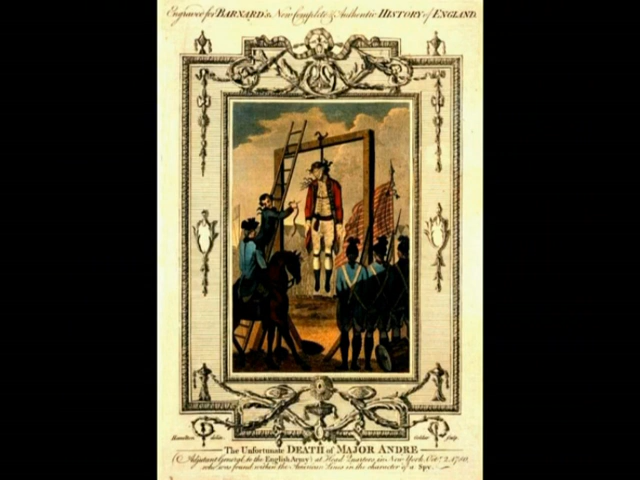 Engraved for BARNARD's New Complete & Authentic HISTORY of ENGLAND.
Hamilton delin. Goldar sculp.
The Unfortunate DEATH of MAJOR ANDRE
(Adjutant General to the English Army) at Head Quarters in New York, Octr. 2, 1780,
who was found within the American Lines in the character of a Spy.